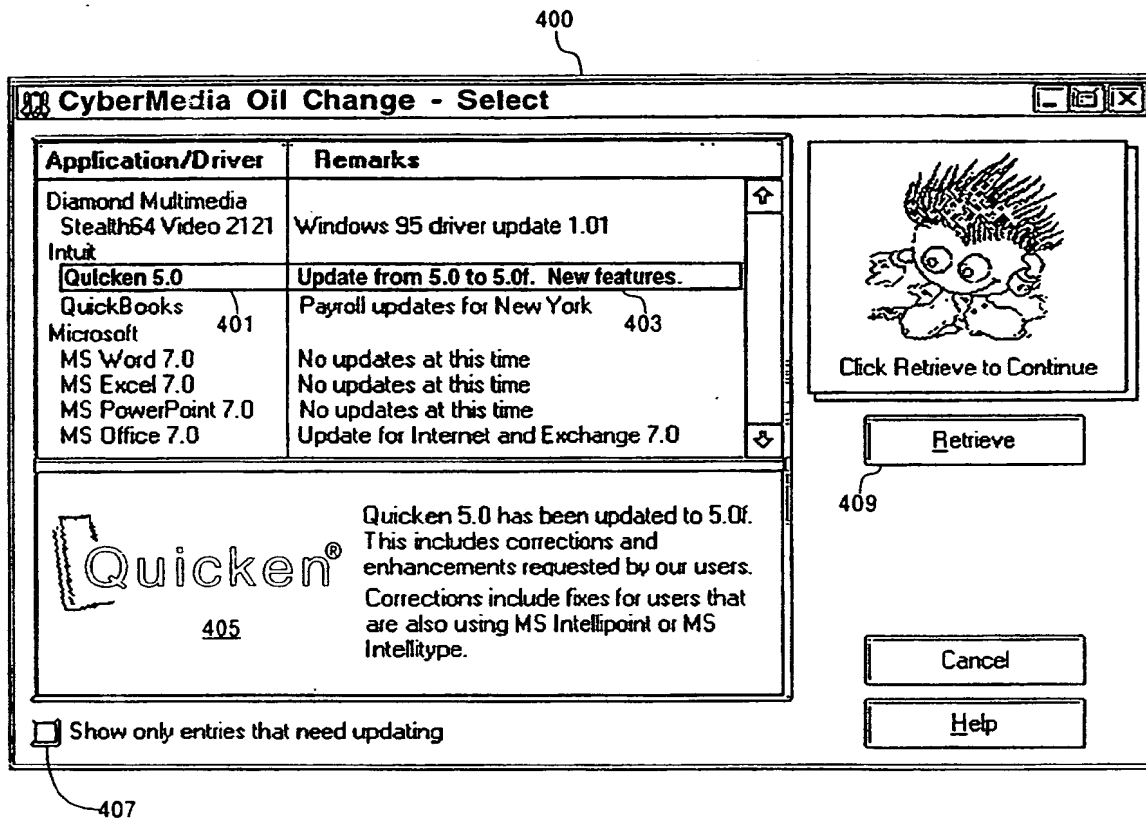 400
CyberMedia Oil Change - Select
Application/Driver Remarks
Diamond Multimedia
Stealth64 Video 2121 Windows 95 driver update 1.01
Intuit
Quicken 5.0 Update from 5.0 to 5.0f. New features.
401 403
QuickBooks Payroll updates for New York
Microsoft
MS Word 7.0 No updates at this time
MS Excel 7.0 No updates at this time
MS PowerPoint 7.0 No updates at this time
MS Office 7.0 Update for Internet and Exchange 7.0
Click Retrieve to Continue
Retrieve
409
Quicken®
405
Quicken 5.0 has been updated to 5.0f.
This includes corrections and
enhancements requested by our users.
Corrections include fixes for users that
are also using MS Intellipoint or MS
Intellitype.
Cancel
Help
Show only entries that need updating
407